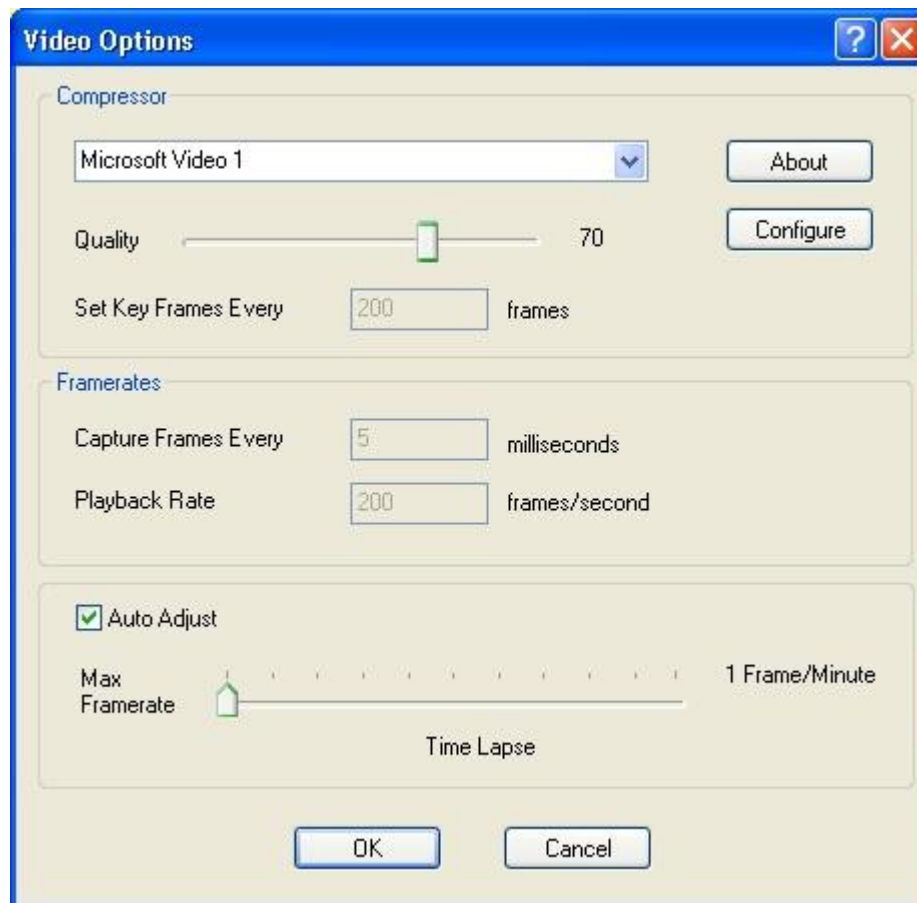 Video Options
Compressor
Microsoft Video 1
About
Quality
70
Configure
Set Key Frames Every
200
frames
Framerates
Capture Frames Every
5
milliseconds
Playback Rate
200
frames/second
Auto Adjust
Max
Framerate
1 Frame/Minute
Time Lapse
OK
Cancel